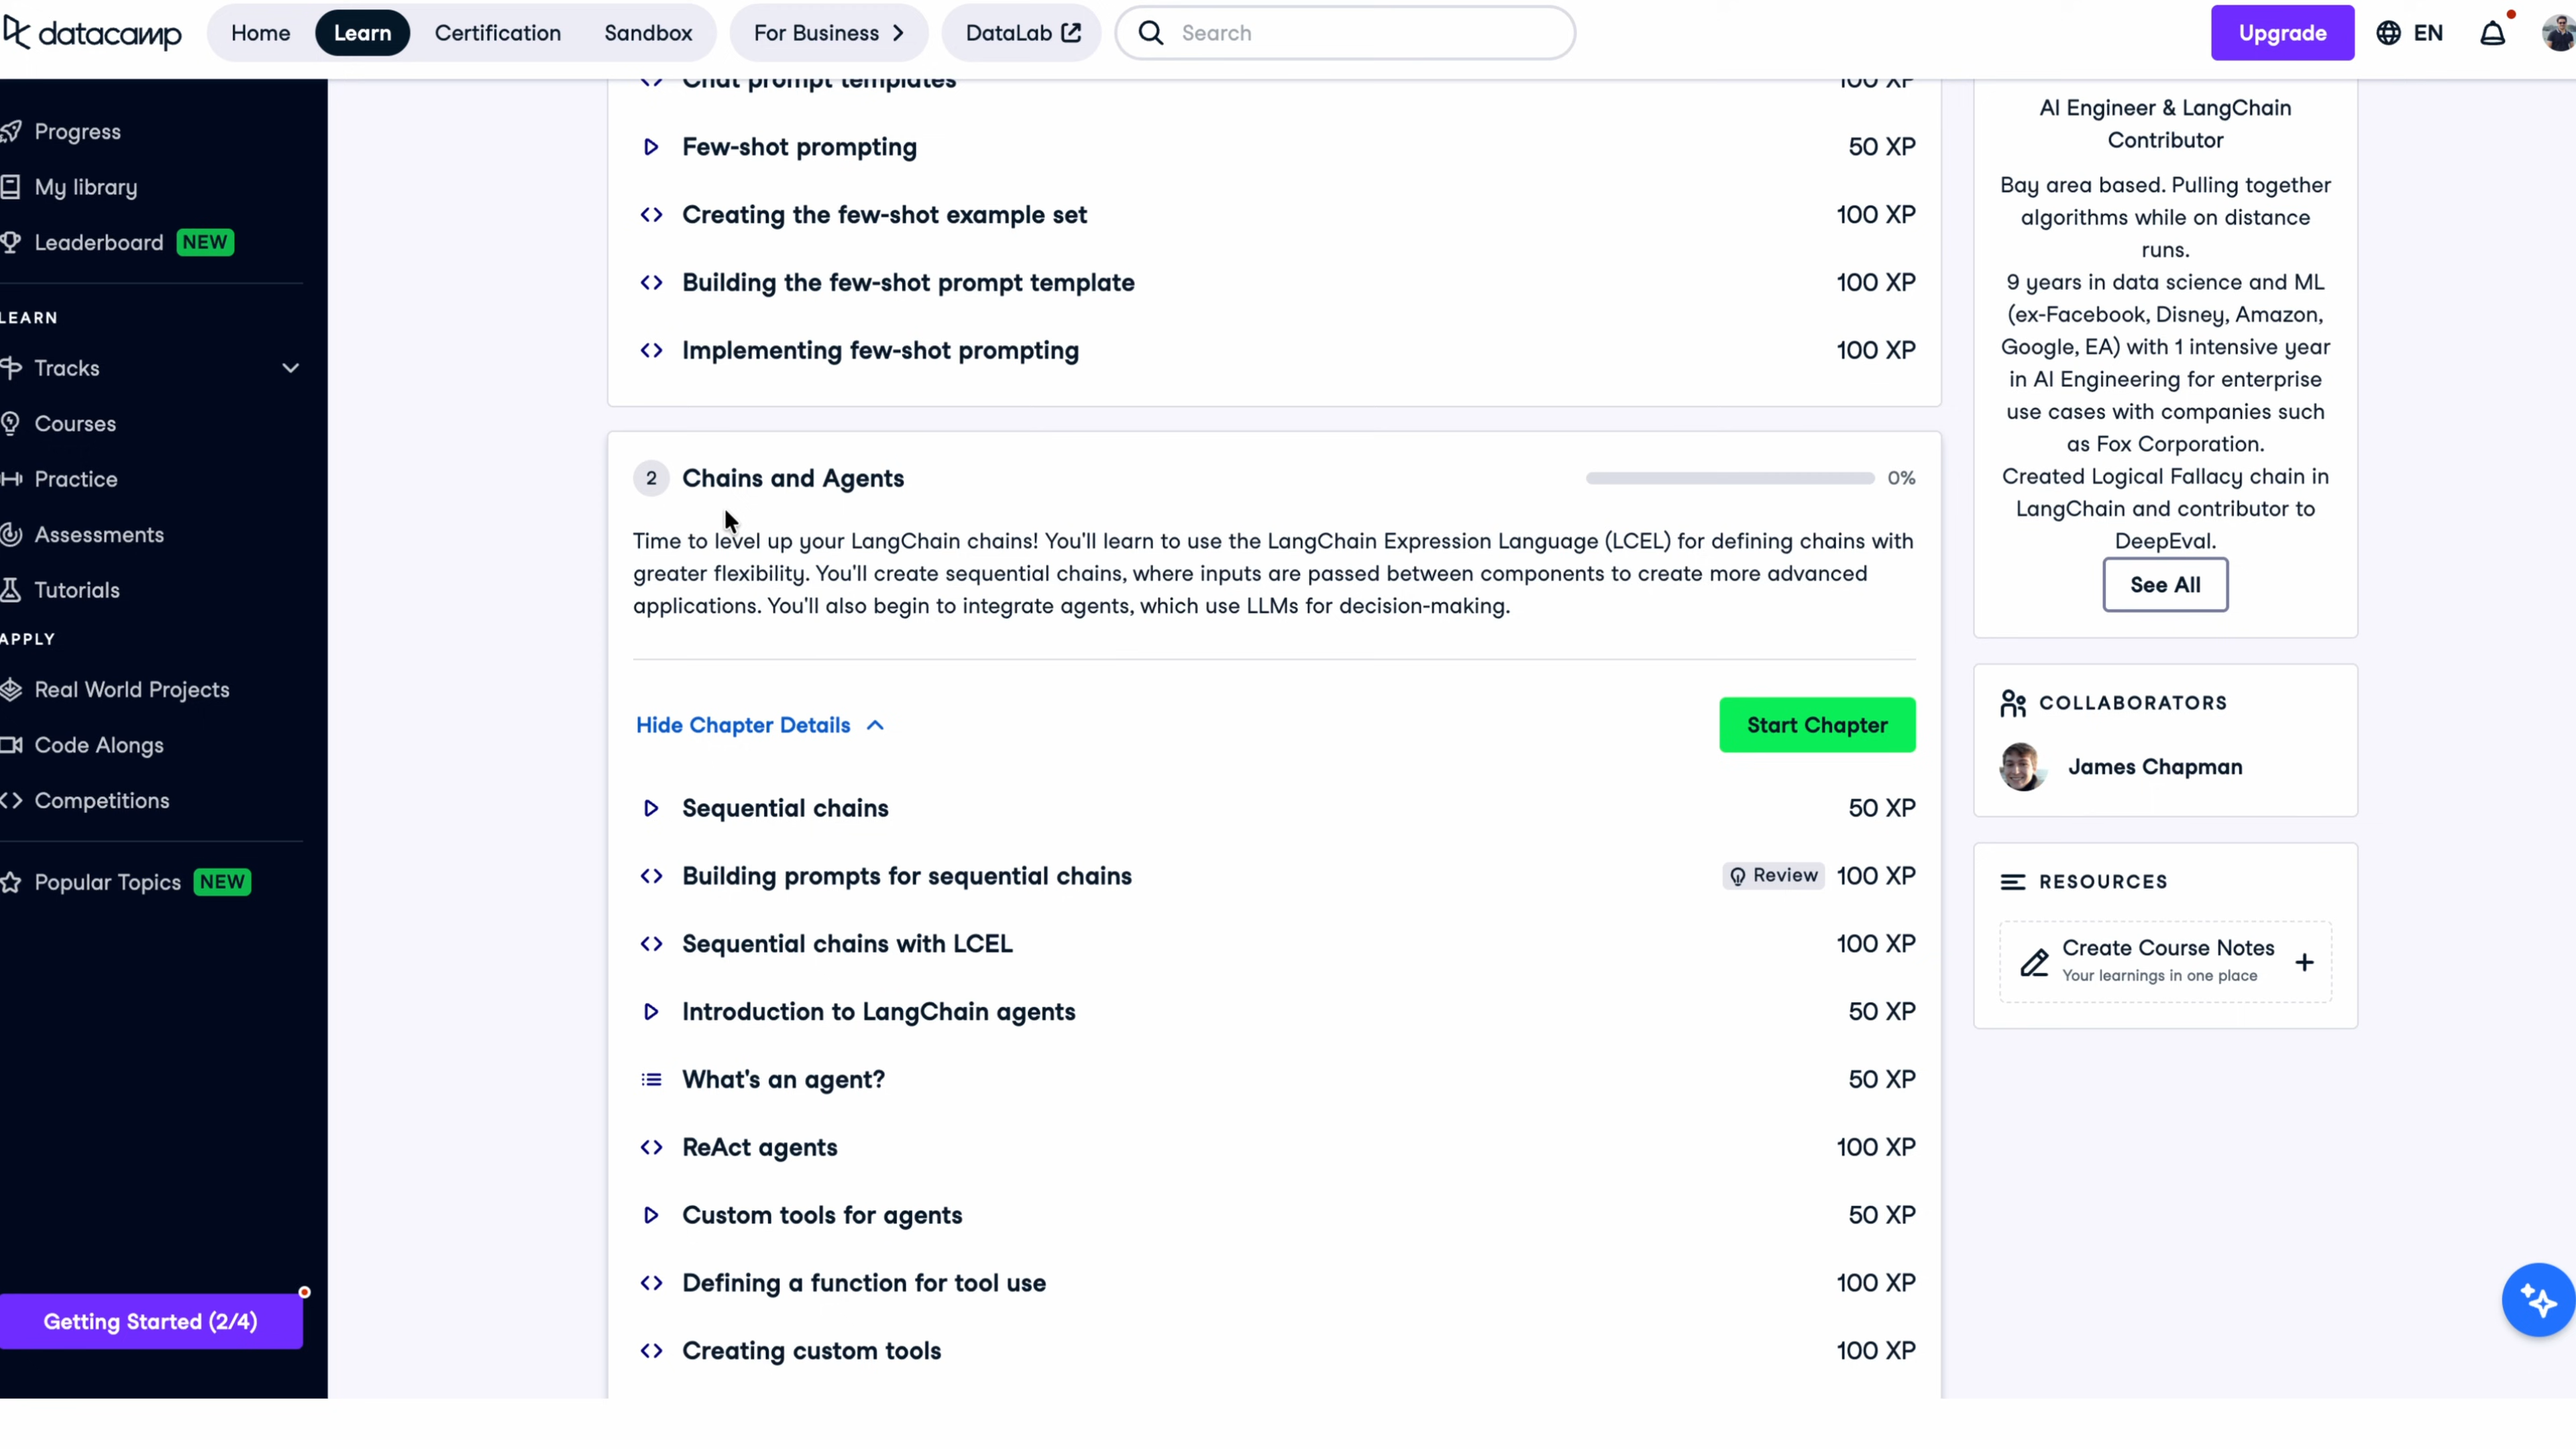 datacamp
Home
Learn
Certification
Sandbox
For Business
DataLab
Search
Upgrade
EN
Progress
My library
Leaderboard NEW
LEARN
Tracks
Courses
Practice
Assessments
Tutorials
APPLY
Real World Projects
Code Alongs
Competitions
Popular Topics NEW
Getting Started (2/4)
Chat prompt templates 100 XP
Few-shot prompting 50 XP
Creating the few-shot example set 100 XP
Building the few-shot prompt template 100 XP
Implementing few-shot prompting 100 XP
2 Chains and Agents 0%
Time to level up your LangChain chains! You'll learn to use the LangChain Expression Language (LCEL) for defining chains with
greater flexibility. You'll create sequential chains, where inputs are passed between components to create more advanced
applications. You'll also begin to integrate agents, which use LLMs for decision-making.
Hide Chapter Details
Start Chapter
Sequential chains 50 XP
Building prompts for sequential chains Review 100 XP
Sequential chains with LCEL 100 XP
Introduction to LangChain agents 50 XP
What's an agent? 50 XP
ReAct agents 100 XP
Custom tools for agents 50 XP
Defining a function for tool use 100 XP
Creating custom tools 100 XP
AI Engineer & LangChain
Contributor
Bay area based. Pulling together
algorithms while on distance
runs.
9 years in data science and ML
(ex-Facebook, Disney, Amazon,
Google, EA) with 1 intensive year
in AI Engineering for enterprise
use cases with companies such
as Fox Corporation.
Created Logical Fallacy chain in
LangChain and contributor to
DeepEval.
See All
COLLABORATORS
James Chapman
RESOURCES
Create Course Notes
Your learnings in one place